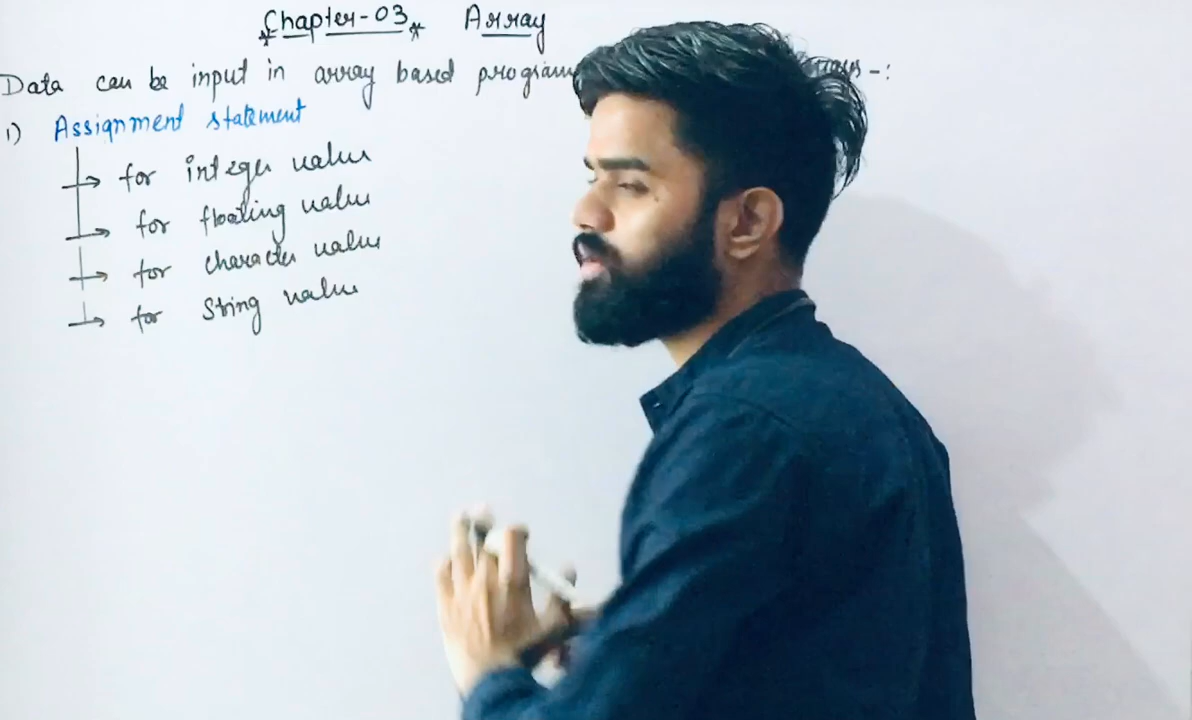 *Chapter-03* Array
Data can be input in array based program
1) Assignment statement
→ for integer value
→ for floating value
→ for character value
→ for String value